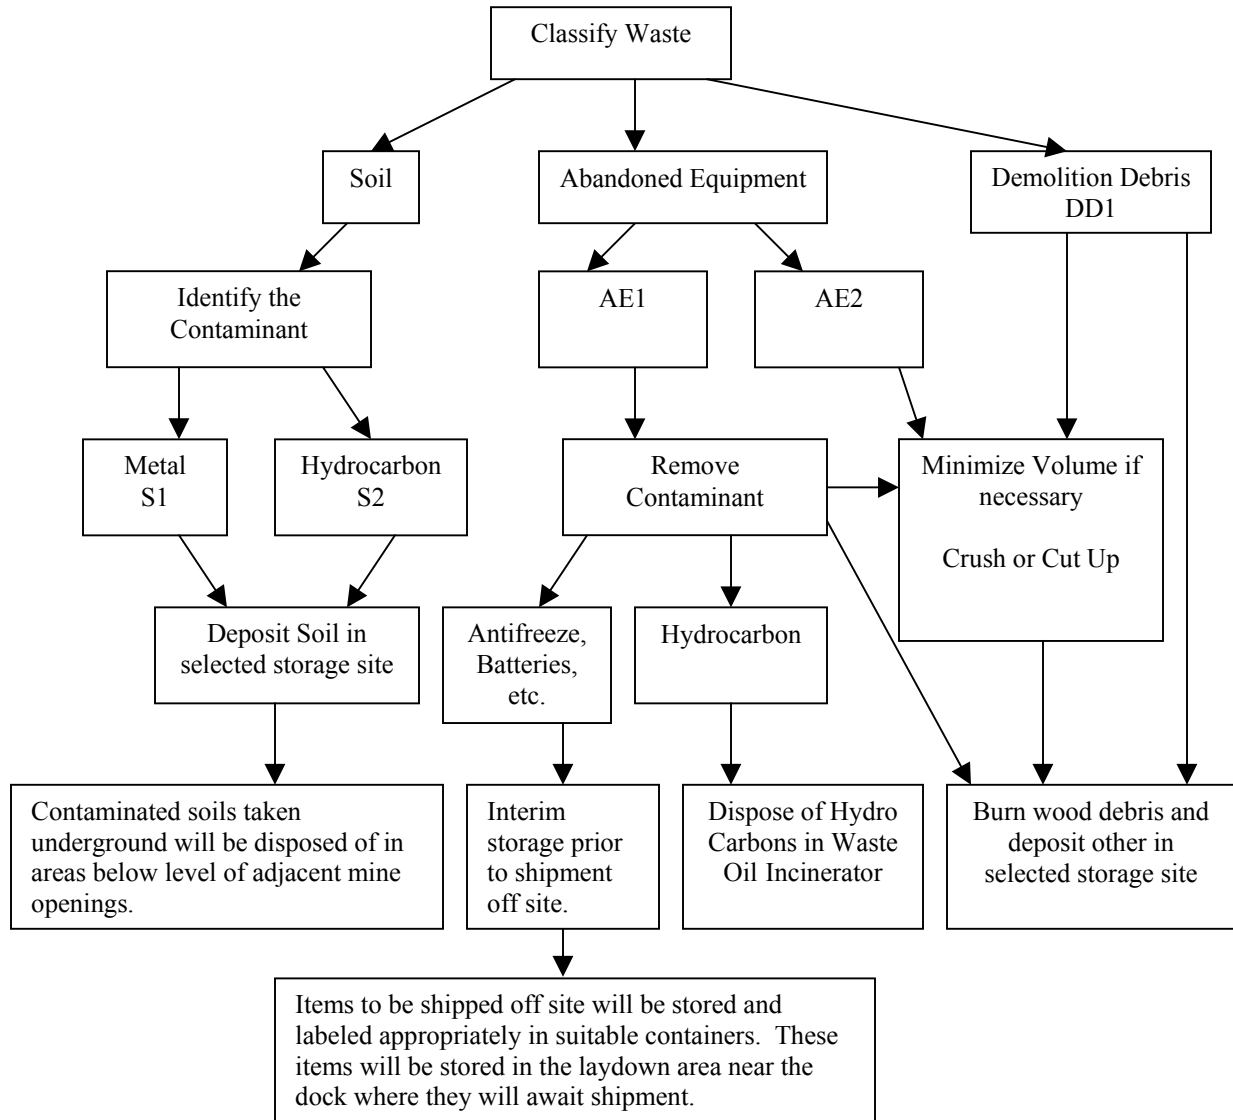 Classify Waste
Soil
Abandoned Equipment
Demolition Debris
DD1
Identify the
Contaminant
AE1
AE2
Metal
S1
Hydrocarbon
S2
Remove
Contaminant
Minimize Volume if
necessary
Crush or Cut Up
Deposit Soil in
selected storage site
Antifreeze,
Batteries,
etc.
Hydrocarbon
Contaminated soils taken
underground will be disposed of in
areas below level of adjacent mine
openings.
Interim
storage prior
to shipment
off site.
Dispose of Hydro
Carbons in Waste
Oil Incinerator
Burn wood debris and
deposit other in
selected storage site
Items to be shipped off site will be stored and
labeled appropriately in suitable containers.  These
items will be stored in the laydown area near the
dock where they will await shipment.